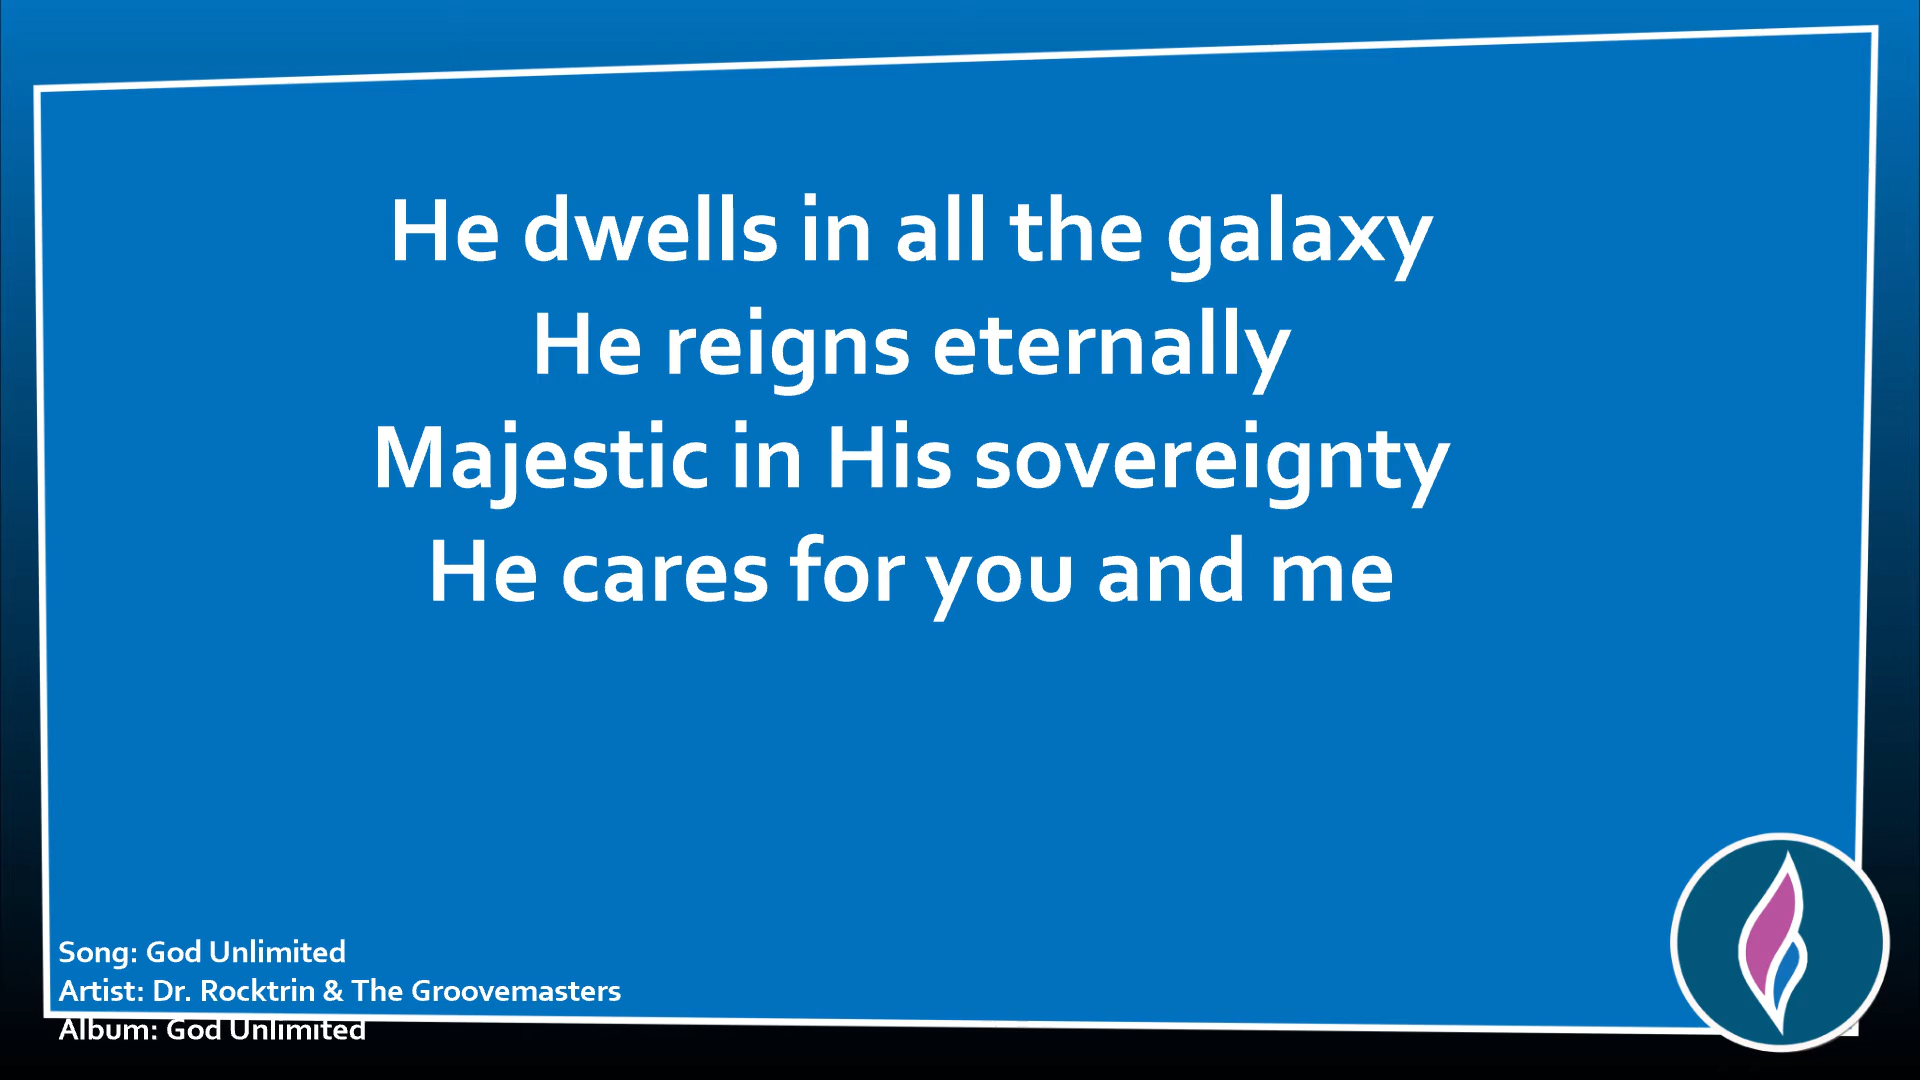 He dwells in all the galaxy
He reigns eternally
Majestic in His sovereignty
He cares for you and me
Song: God Unlimited
Artist: Dr. Rocktrin & The Groovemasters
Album: God Unlimited